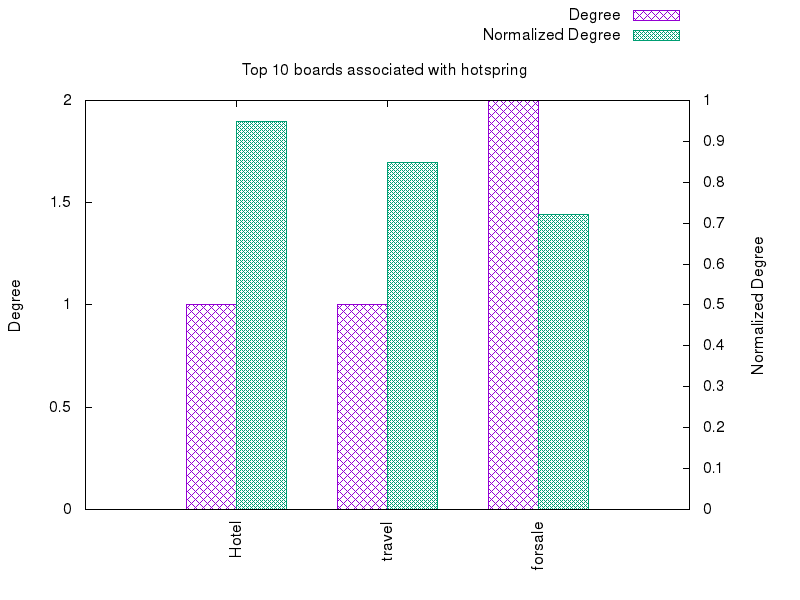 Degree
Normalized Degree
Top 10 boards associated with hotspring
2
1.5
1
0.5
0
Degree
1
0.9
0.8
0.7
0.6
0.5
0.4
0.3
0.2
0.1
0
Normalized Degree
Hotel
travel
forsale